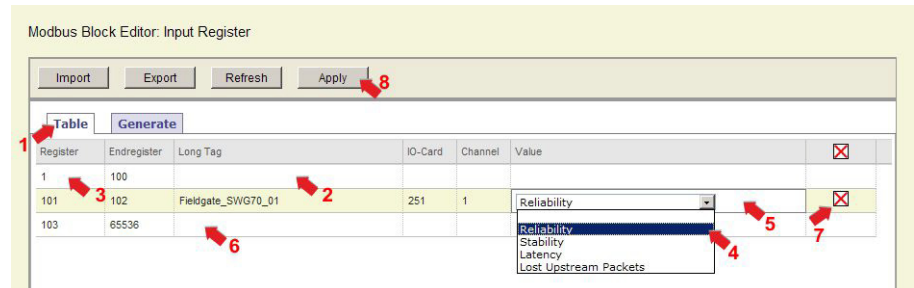 Modbus Block Editor: Input Register
Import Export Refresh Apply 8
Table Generate
1
Register Endregister Long Tag IO-Card Channel Value
1 100
3 2
101 102 Fieldgate_SWG70_01 251 1 Reliability
5 7
103 65536
6
Reliability
4
Stability
Latency
Lost Upstream Packets